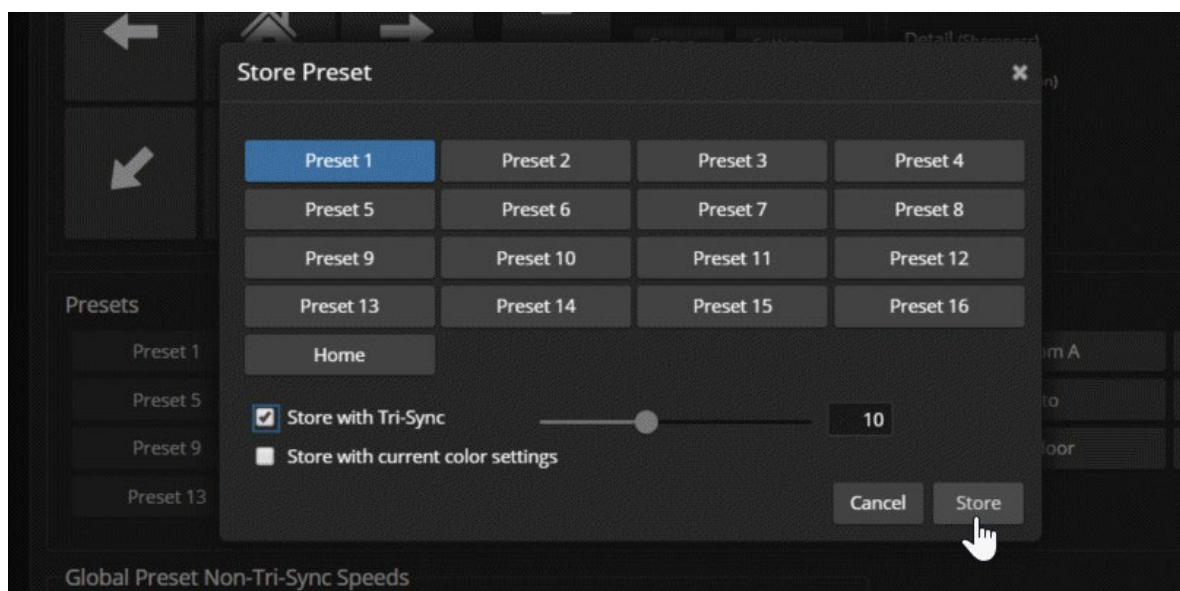 Detail (Sharpness)
Store Preset
Preset 1 Preset 2 Preset 3 Preset 4
Preset 5 Preset 6 Preset 7 Preset 8
Preset 9 Preset 10 Preset 11 Preset 12
Preset 13 Preset 14 Preset 15 Preset 16
Home
Store with Tri-Sync 10
Store with current color settings
Cancel Store
Presets
Preset 1
Preset 5
Preset 9
Preset 13
Global Preset Non-Tri-Sync Speeds